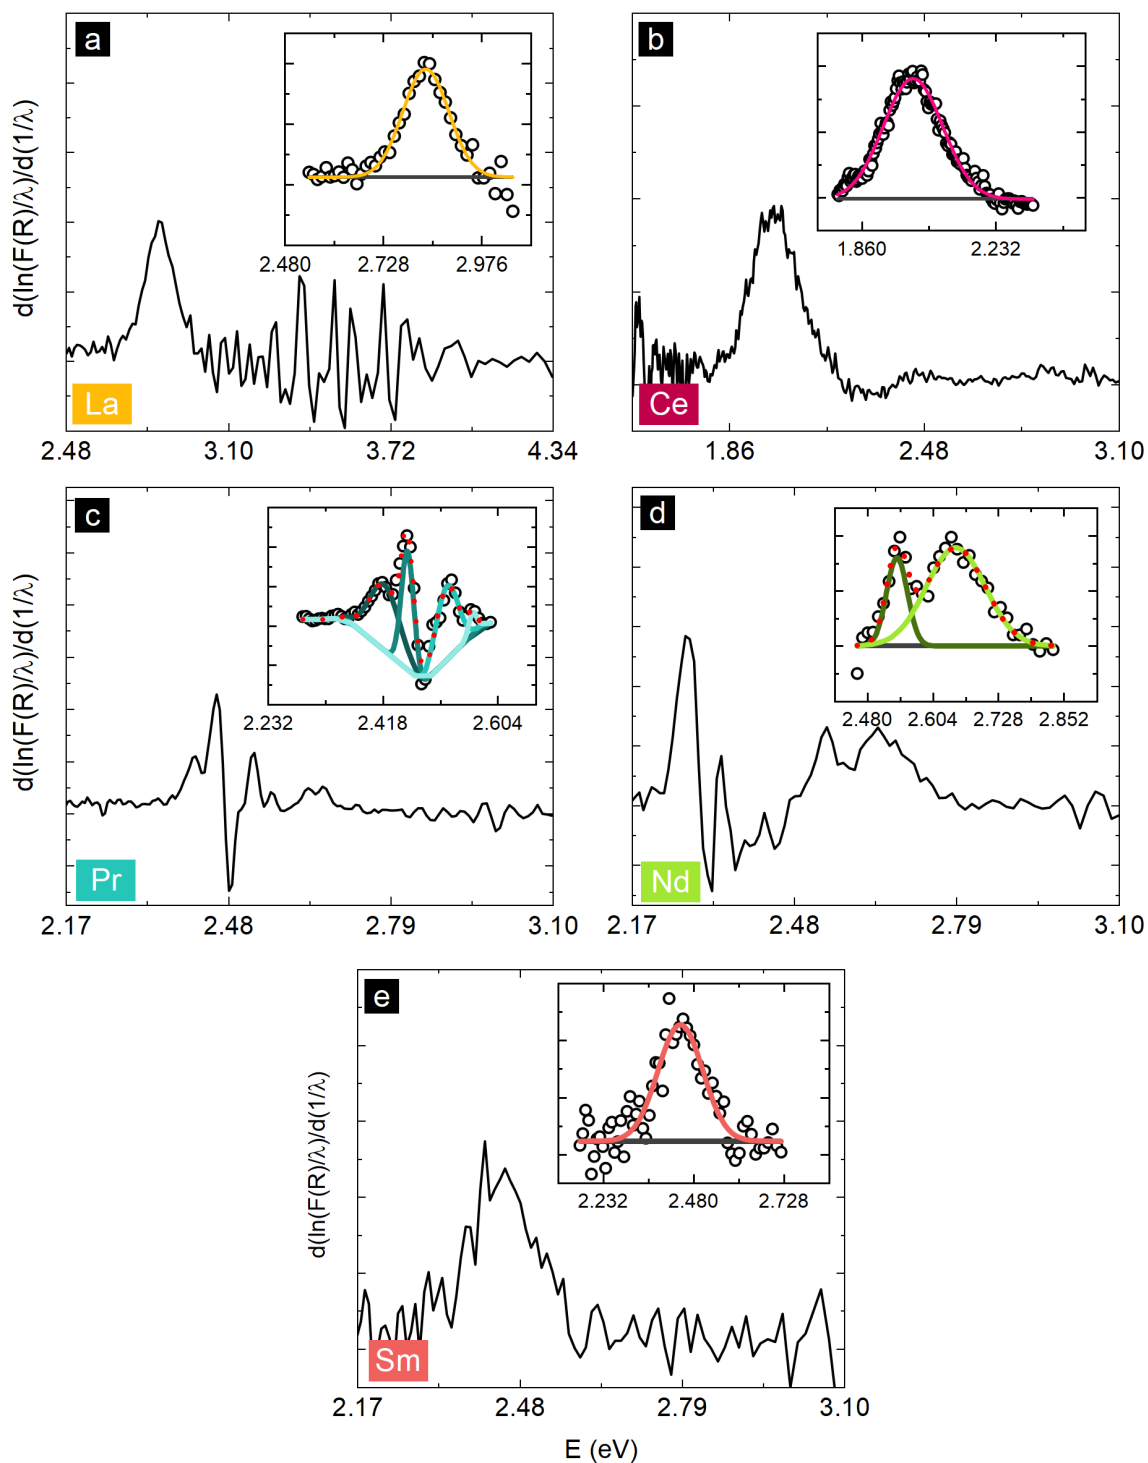 a
d(ln(F(R)/λ)/d(1/λ)
2.480 2.728 2.976
La
2.48 3.10 3.72 4.34
b
1.860 2.232
Ce
1.86 2.48 3.10
c
d(ln(F(R)/λ)/d(1/λ)
2.232 2.418 2.604
Pr
2.17 2.48 2.79 3.10
d
2.480 2.604 2.728 2.852
Nd
2.17 2.48 2.79 3.10
e
d(ln(F(R)/λ)/d(1/λ)
2.232 2.480 2.728
Sm
2.17 2.48 2.79 3.10
E (eV)